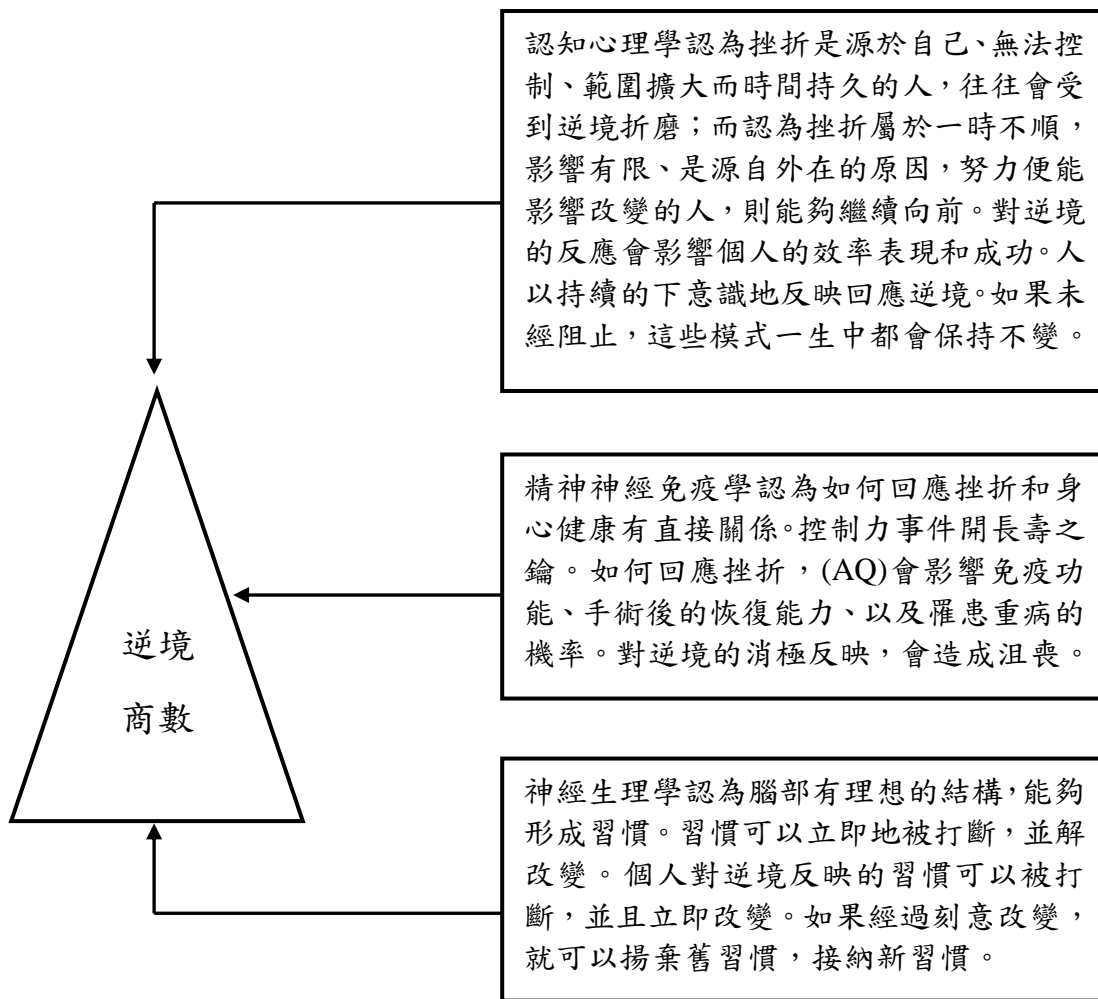 認知心理學認為挫折是源於自己、無法控
制、範圍擴大而時間持久的人，往往會受
到逆境折磨；而認為挫折屬於一時不順，
影響有限、是源自外在的原因，努力便能
影響改變的人，則能夠繼續向前。對逆境
的反應會影響個人的效率表現和成功。人
以持續的下意識地反映回應逆境。如果未
經阻止，這些模式一生中都會保持不變。
精神神經免疫學認為如何回應挫折和身
心健康有直接關係。控制力事件開長壽之
鑰。如何回應挫折，(AQ)會影響免疫功
能、手術後的恢復能力、以及罹患重病的
機率。對逆境的消極反映，會造成沮喪。
逆境
商數
神經生理學認為腦部有理想的結構，能夠
形成習慣。習慣可以立即地被打斷，並解
改變。個人對逆境反映的習慣可以被打
斷，並且立即改變。如果經過刻意改變，
就可以揚棄舊習慣，接納新習慣。